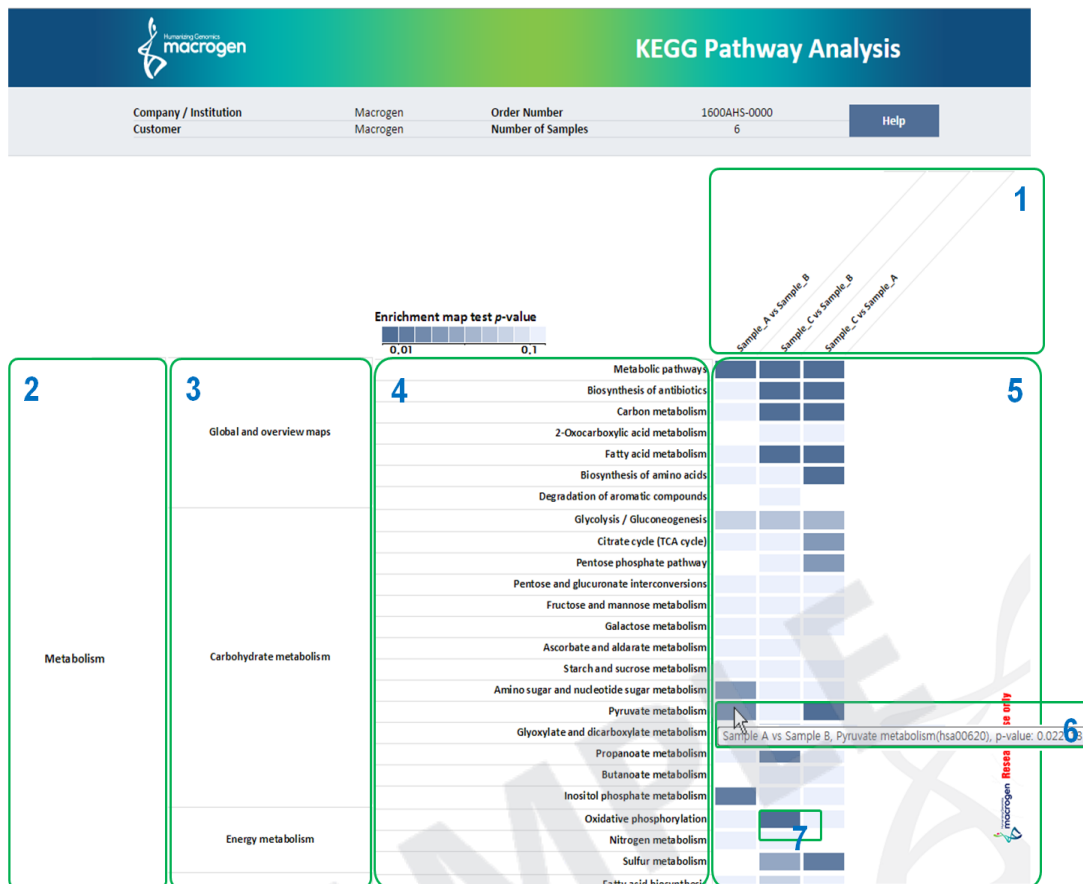 Humanizing Genomics
macrogen
KEGG Pathway Analysis
Company / Institution Macrogen Order Number 1600AHS-0000
Customer Macrogen Number of Samples 6
Help
1
Sample_A vs Sample_B
Sample_C vs Sample_B
Sample_C vs Sample_A
Enrichment map test p-value
0,01 0,1
2
3
4
5
Metabolic pathways
Biosynthesis of antibiotics
Carbon metabolism
Global and overview maps
2-Oxocarboxylic acid metabolism
Fatty acid metabolism
Biosynthesis of amino acids
Degradation of aromatic compounds
Glycolysis / Gluconeogenesis
Citrate cycle (TCA cycle)
Pentose phosphate pathway
Pentose and glucuronate interconversions
Fructose and mannose metabolism
Galactose metabolism
Ascorbate and aldarate metabolism
Metabolism
Carbohydrate metabolism
Starch and sucrose metabolism
Amino sugar and nucleotide sugar metabolism
Pyruvate metabolism
Glyoxylate and dicarboxylate metabolism
Sample A vs Sample B, Pyruvate metabolism(hsa00620), p-value:
6
Propanoate metabolism
Butanoate metabolism
Inositol phosphate metabolism
Oxidative phosphorylation
7
Energy metabolism
Nitrogen metabolism
Sulfur metabolism
Fatty acid biosynthesis
macrogen
only